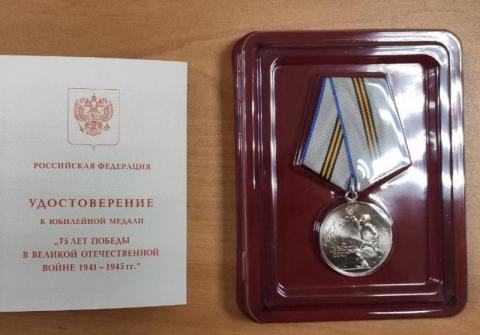 РОССИЙСКАЯ ФЕДЕРАЦИЯ
УДОСТОВЕРЕНИЕ
К ЮБИЛЕЙНОЙ МЕДАЛИ
„75 ЛЕТ ПОБЕДЫ
В ВЕЛИКОЙ ОТЕЧЕСТВЕННОЙ
ВОЙНЕ 1941 – 1945 гг."